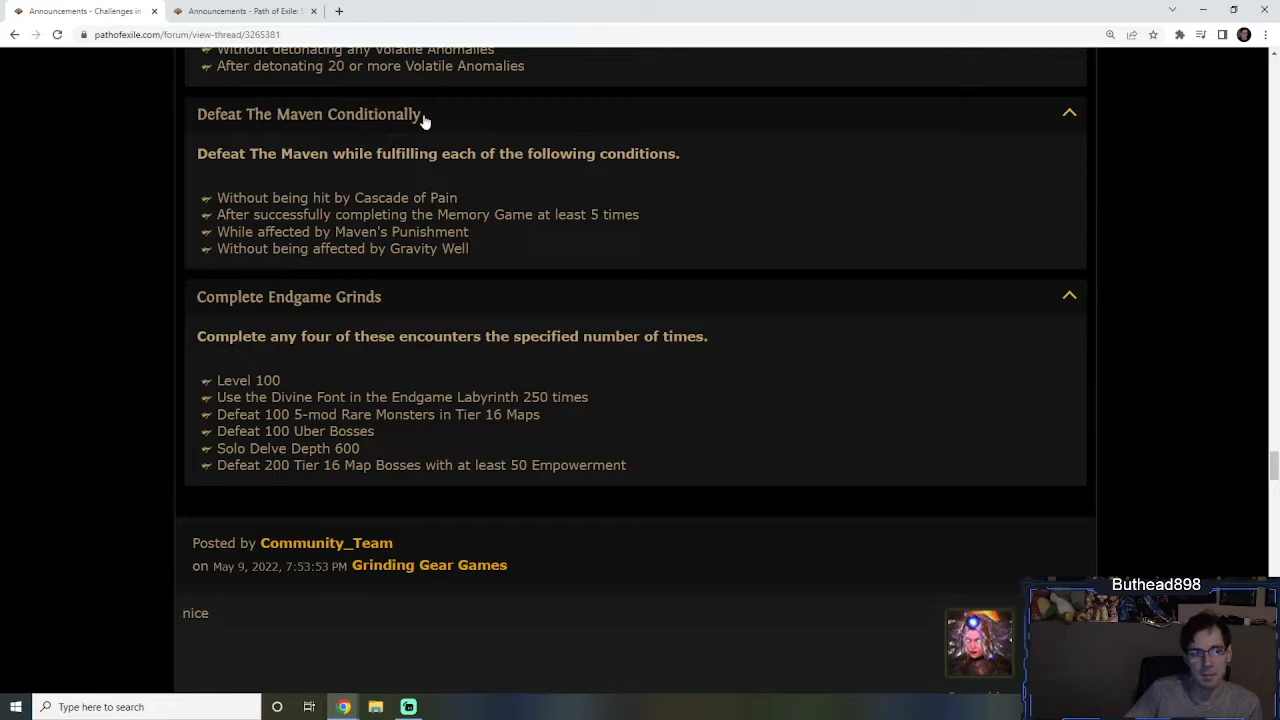 Announcements - Challenges in
Announcements - Path of Exile: S
pathofexile.com/forum/view-thread/3265381
Without detonating any Volatile Anomalies
After detonating 20 or more Volatile Anomalies
Defeat The Maven Conditionally
Defeat The Maven while fulfilling each of the following conditions.
Without being hit by Cascade of Pain
After successfully completing the Memory Game at least 5 times
While affected by Maven's Punishment
Without being affected by Gravity Well
Complete Endgame Grinds
Complete any four of these encounters the specified number of times.
Level 100
Use the Divine Font in the Endgame Labyrinth 250 times
Defeat 100 5-mod Rare Monsters in Tier 16 Maps
Defeat 100 Uber Bosses
Solo Delve Depth 600
Defeat 200 Tier 16 Map Bosses with at least 50 Empowerment
Posted by Community_Team
on May 9, 2022, 7:53:53 PM Grinding Gear Games
Buthead898
nice
Type here to search